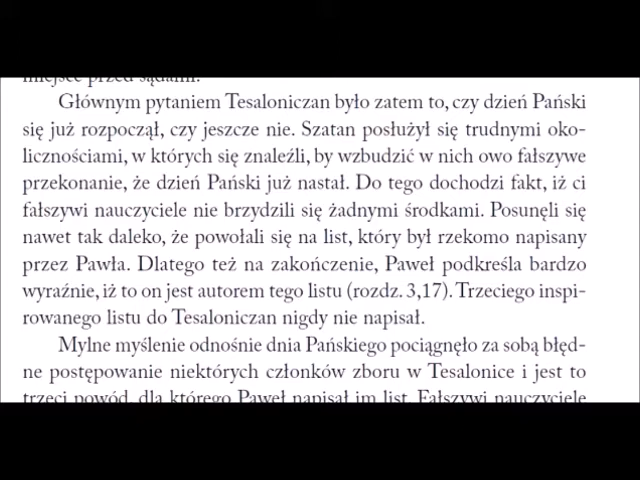 miejsce przed sądami.
Głównym pytaniem Tesaloniczan było zatem to, czy dzień Pański
się już rozpoczął, czy jeszcze nie. Szatan posłużył się trudnymi oko-
licznościami, w których się znaleźli, by wzbudzić w nich owo fałszywe
przekonanie, że dzień Pański już nastał. Do tego dochodzi fakt, iż ci
fałszywi nauczyciele nie brzydzili się żadnymi środkami. Posunęli się
nawet tak daleko, że powołali się na list, który był rzekomo napisany
przez Pawła. Dlatego też na zakończenie, Paweł podkreśla bardzo
wyraźnie, iż to on jest autorem tego listu (rozdz. 3,17). Trzeciego inspi-
rowanego listu do Tesaloniczan nigdy nie napisał.
Mylne myślenie odnośnie dnia Pańskiego pociągnęło za sobą błęd-
ne postępowanie niektórych członków zboru w Tesalonice i jest to
trzeci powód, dla którego Paweł napisał im list. Fałszywi nauczyciele